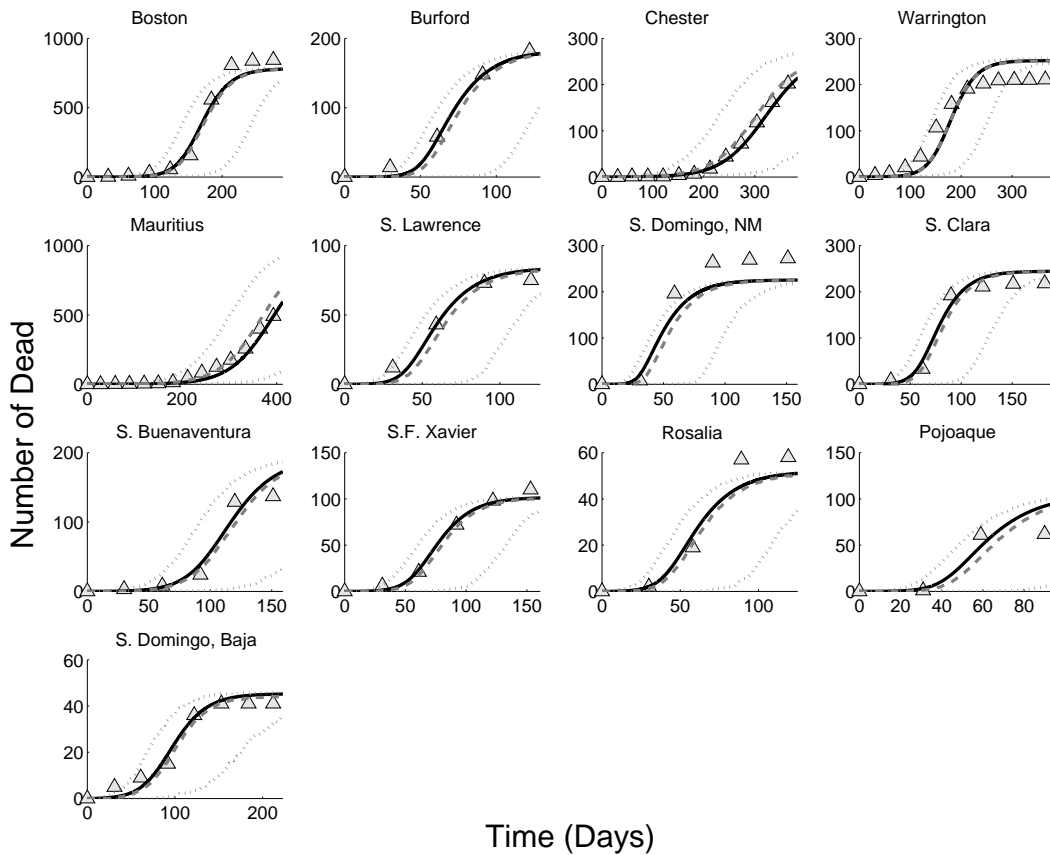 Boston
Burford
Chester
Warrington
1000
500
0
0 100 200
200
100
0
0 50 100
300
200
100
0
0 100 200 300
300
200
100
0
0 100 200 300
Mauritius
S. Lawrence
S. Domingo, NM
S. Clara
1000
500
0
0 200 400
100
50
0
0 50 100
300
200
100
0
0 50 100 150
300
200
100
0
0 50 100 150
S. Buenaventura
S.F. Xavier
Rosalia
Pojoaque
200
100
0
0 50 100 150
200
150
100
50
0
0 50 100 150
60
40
20
0
0 50 100
150
100
50
0
0 20 40 60 80
S. Domingo, Baja
60
40
20
0
0 100 200
Number of Dead
Time (Days)